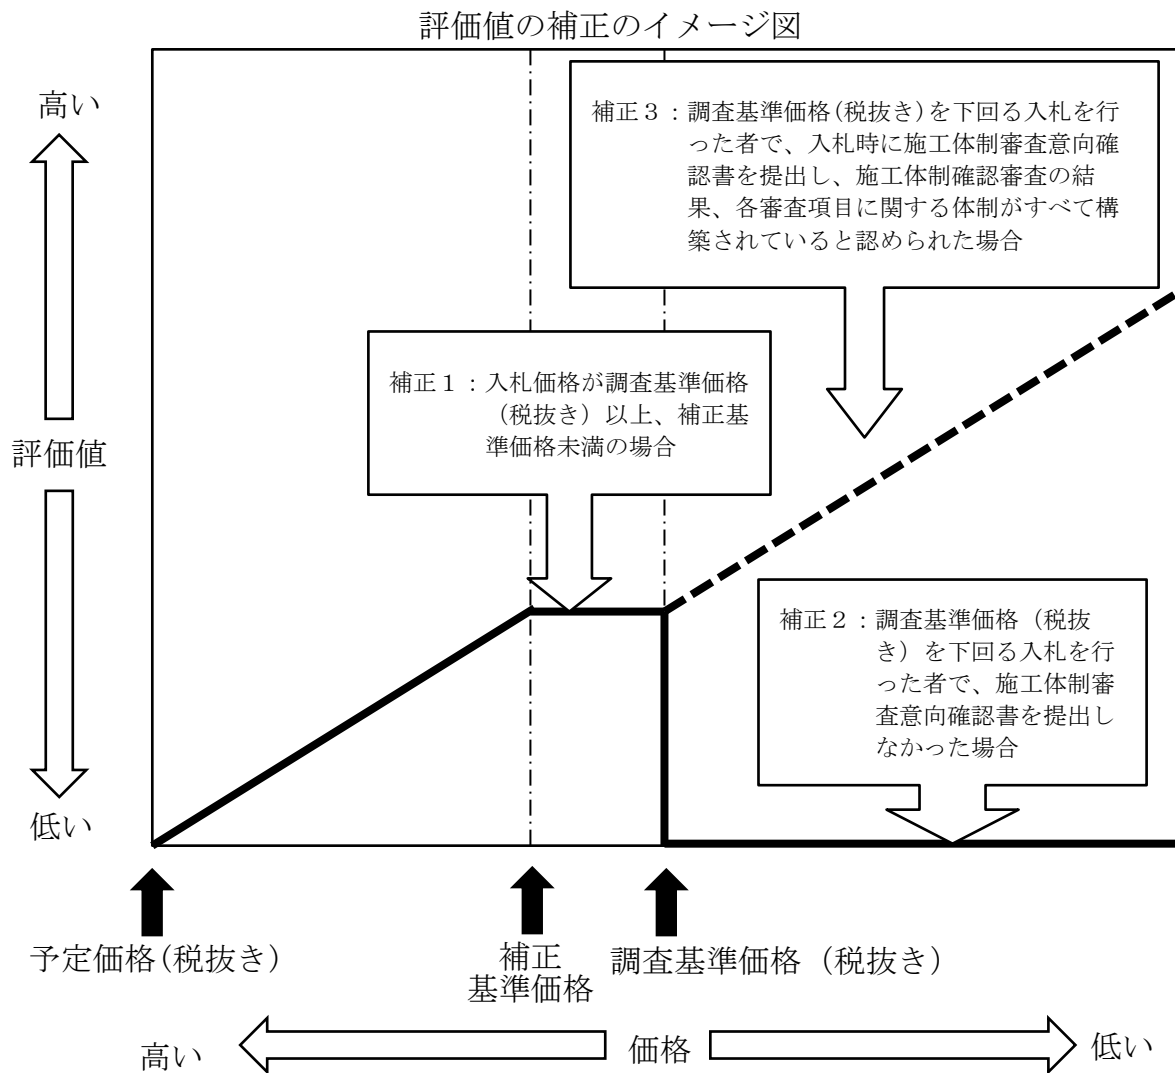 評価値の補正のイメージ図
高い
補正３：調査基準価格(税抜き)を下回る入札を行
った者で、入札時に施工体制審査意向確
認書を提出し、施工体制確認審査の結
果、各審査項目に関する体制がすべて構
築されていると認められた場合
補正１：入札価格が調査基準価格
（税抜き）以上、補正基
準価格未満の場合
評価値
補正２：調査基準価格（税抜
き）を下回る入札を行
った者で、施工体制審
査意向確認書を提出し
なかった場合
低い
予定価格(税抜き)
補正
基準価格
調査基準価格（税抜き）
高い
価格
低い